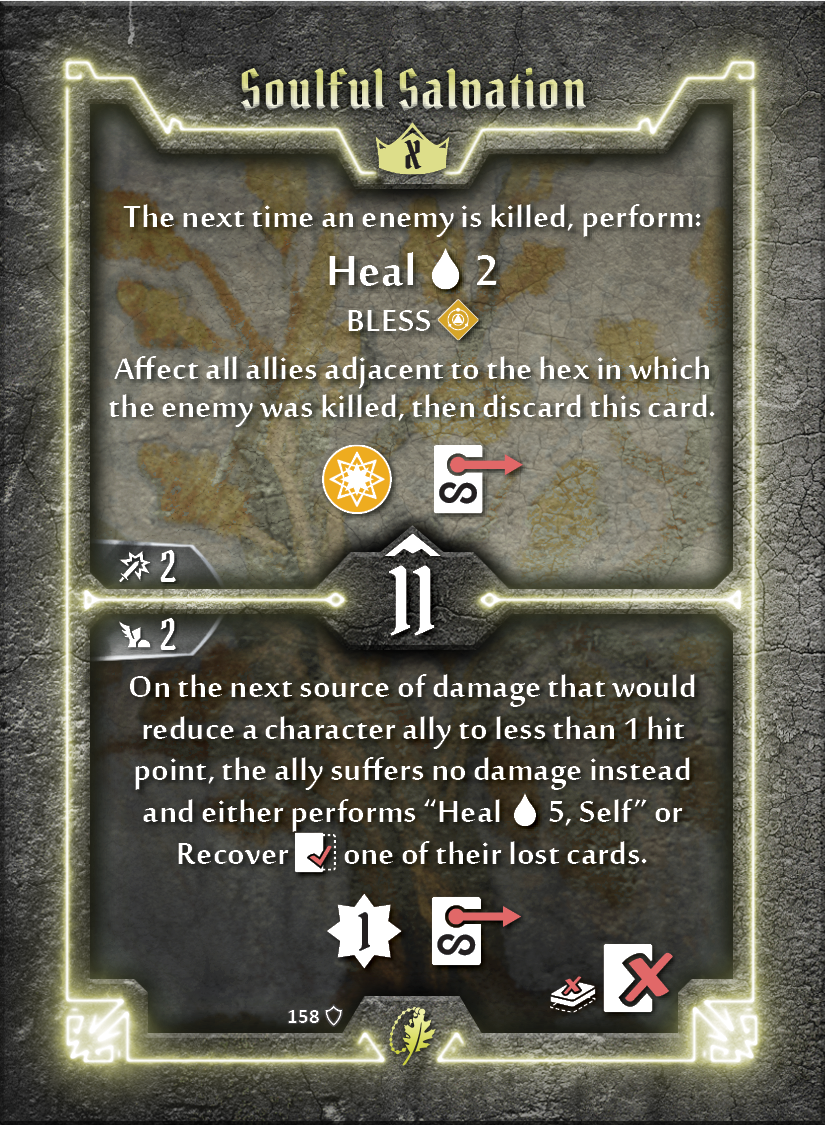 Soulful Salvation
X
The next time an enemy is killed, perform:
Heal 2
BLESS
Affect all allies adjacent to the hex in which
the enemy was killed, then discard this card.
2
11
2
On the next source of damage that would
reduce a character ally to less than 1 hit
point, the ally suffers no damage instead
and either performs “Heal 5, Self” or
Recover one of their lost cards.
1
158